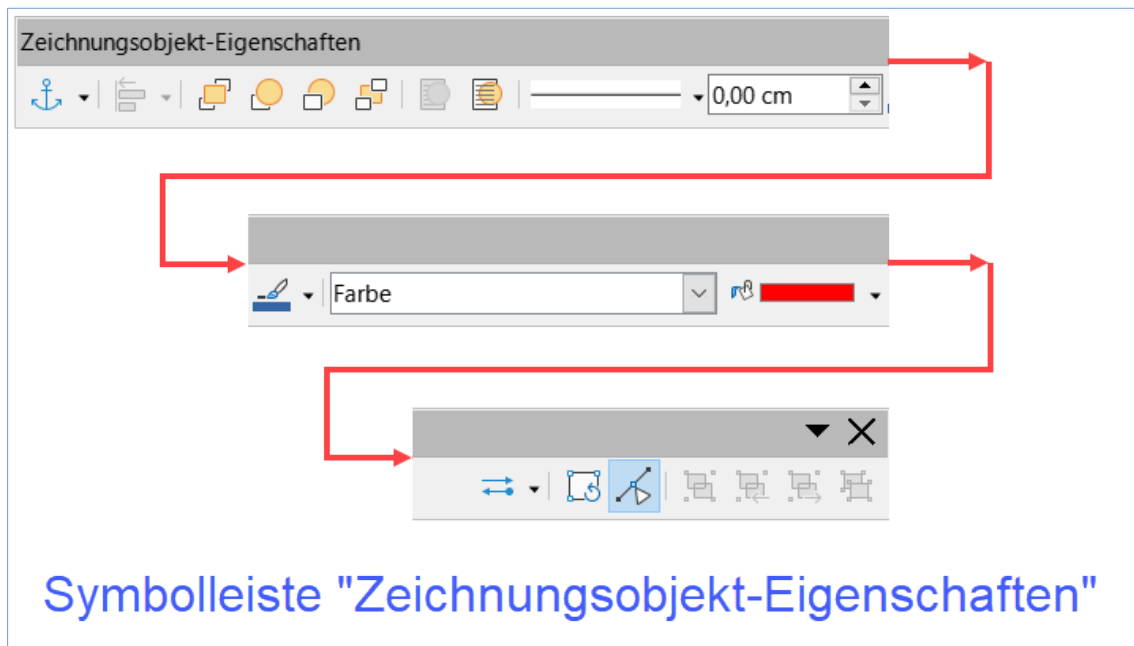 Zeichnungsobjekt-Eigenschaften
0,00 cm
Farbe
Symbolleiste "Zeichnungsobjekt-Eigenschaften"